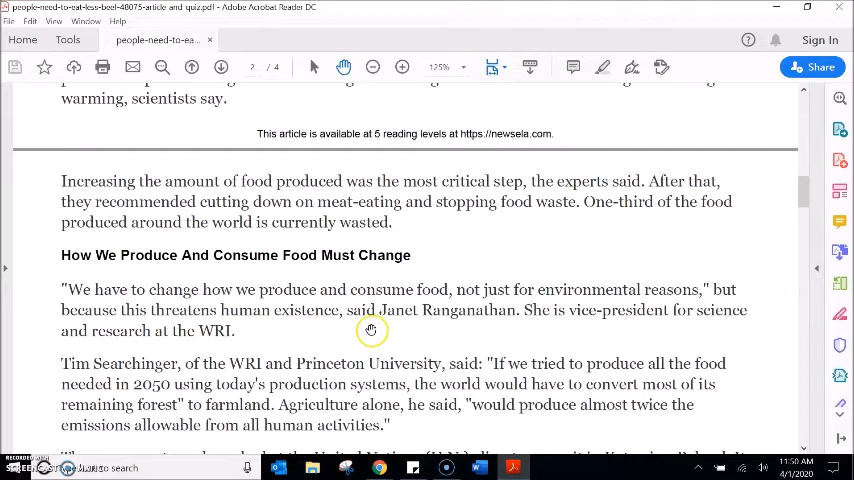 people-need-to-eat-less-beef-48075-article and quiz.pdf - Adobe Acrobat Reader DC
File Edit View Window Help
Home Tools people-need-to-ea... × Sign In
2 / 4 125% Share
warming, scientists say.
This article is available at 5 reading levels at https://newsela.com.
Increasing the amount of food produced was the most critical step, the experts said. After that,
they recommended cutting down on meat-eating and stopping food waste. One-third of the food
produced around the world is currently wasted.
How We Produce And Consume Food Must Change
"We have to change how we produce and consume food, not just for environmental reasons," but
because this threatens human existence, said Janet Ranganathan. She is vice-president for science
and research at the WRI.
Tim Searchinger, of the WRI and Princeton University, said: "If we tried to produce all the food
needed in 2050 using today's production systems, the world would have to convert most of its
remaining forest" to farmland. Agriculture alone, he said, "would produce almost twice the
emissions allowable from all human activities."
RECORDED WITH
here to search
11:50 AM
4/1/2020